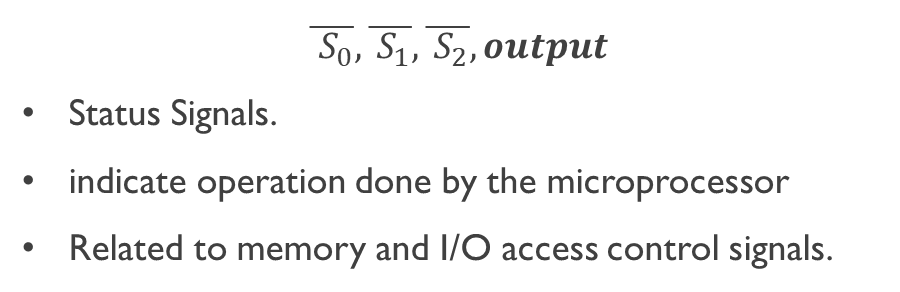 S̅₀, S̅₁, S̅₂, output
• Status Signals.
• indicate operation done by the microprocessor
• Related to memory and I/O access control signals.